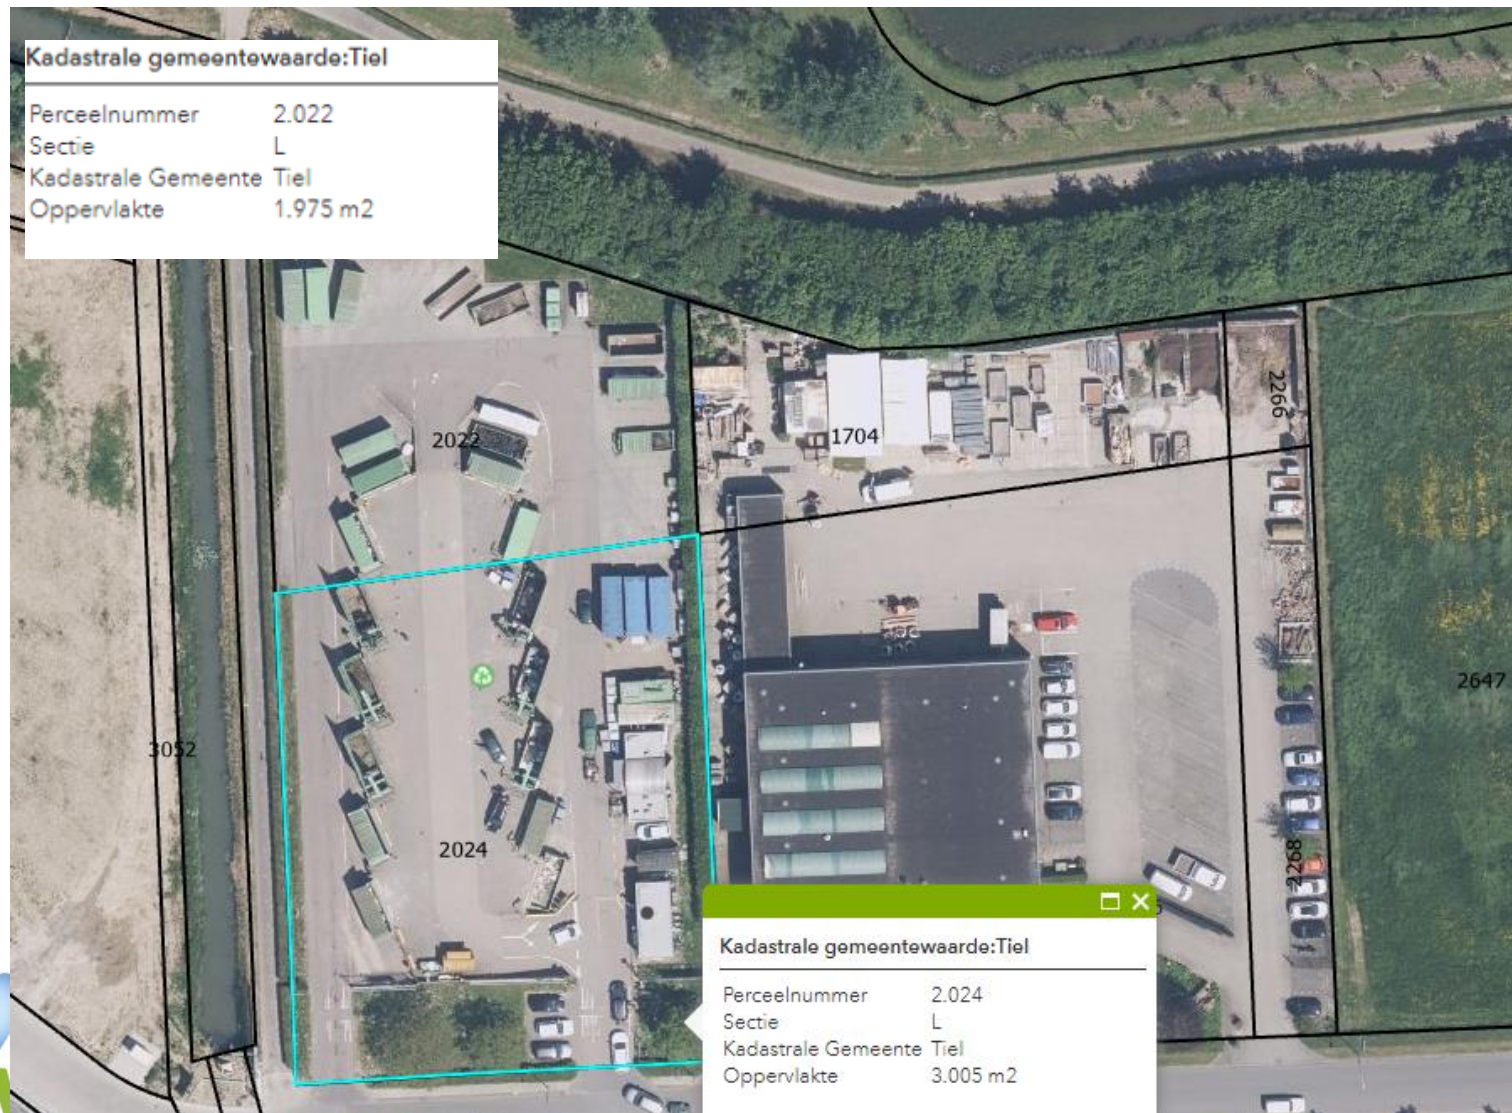 Kadastrale gemeentewaarde:Tiel
Perceelnummer 2.022
Sectie L
Kadastrale Gemeente Tiel
Oppervlakte 1.975 m2
2022
1704
2266
3052
2024
2647
2268
Kadastrale gemeentewaarde:Tiel
Perceelnummer 2.024
Sectie L
Kadastrale Gemeente Tiel
Oppervlakte 3.005 m2